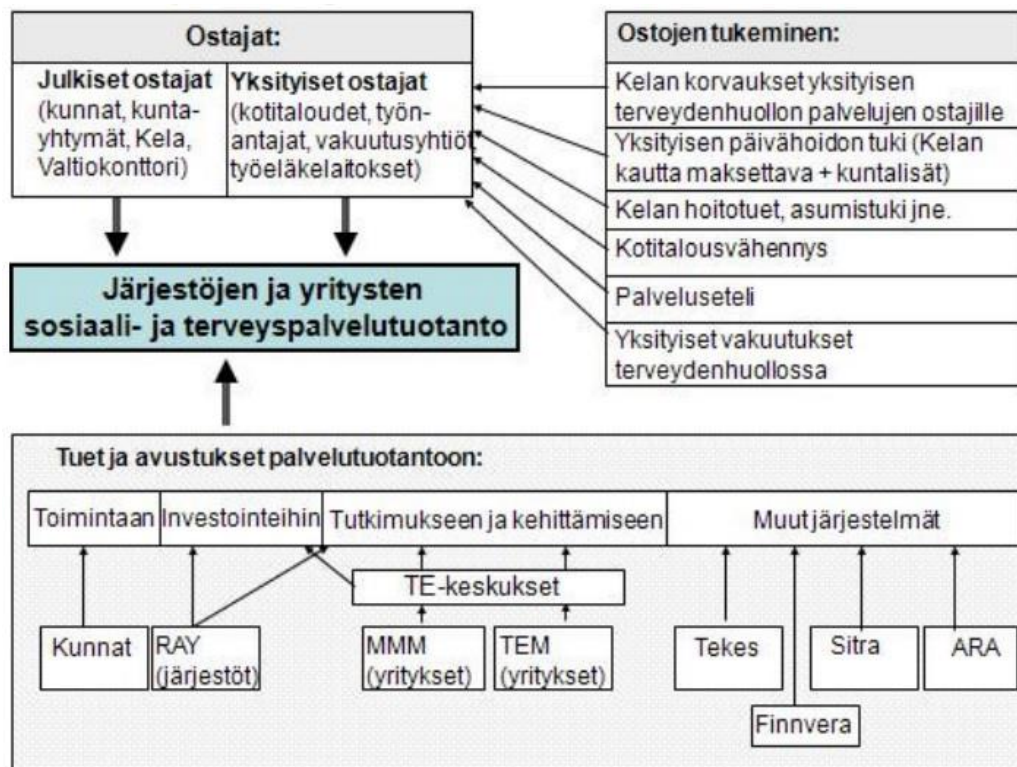 Ostajat:
Julkiset ostajat
(kunnat, kunta-
yhtymät, Kela,
Valtiokonttori)
Yksityiset ostajat
(kotitaloudet, työn-
antajat, vakuutusyhtiöt
työeläkelaitokset)
Ostojen tukeminen:
Kelan korvaukset yksityisen
terveydenhuollon palvelujen ostajille
Yksityisen päivähoidon tuki (Kelan
kautta maksettava + kuntalisät)
Kelan hoitotuet, asumistuki jne.
Kotitalousvähennys
Palveluseteli
Yksityiset vakuutukset
terveydenhuollossa
Järjestöjen ja yritysten
sosiaali- ja terveyspalvelutuotanto
Tuet ja avustukset palvelutuotantoon:
Toimintaan
Investointeihin
Tutkimukseen ja kehittämiseen
Muut järjestelmät
TE-keskukset
Kunnat
RAY
(järjestöt)
MMM
(yritykset)
TEM
(yritykset)
Tekes
Sitra
ARA
Finnvera